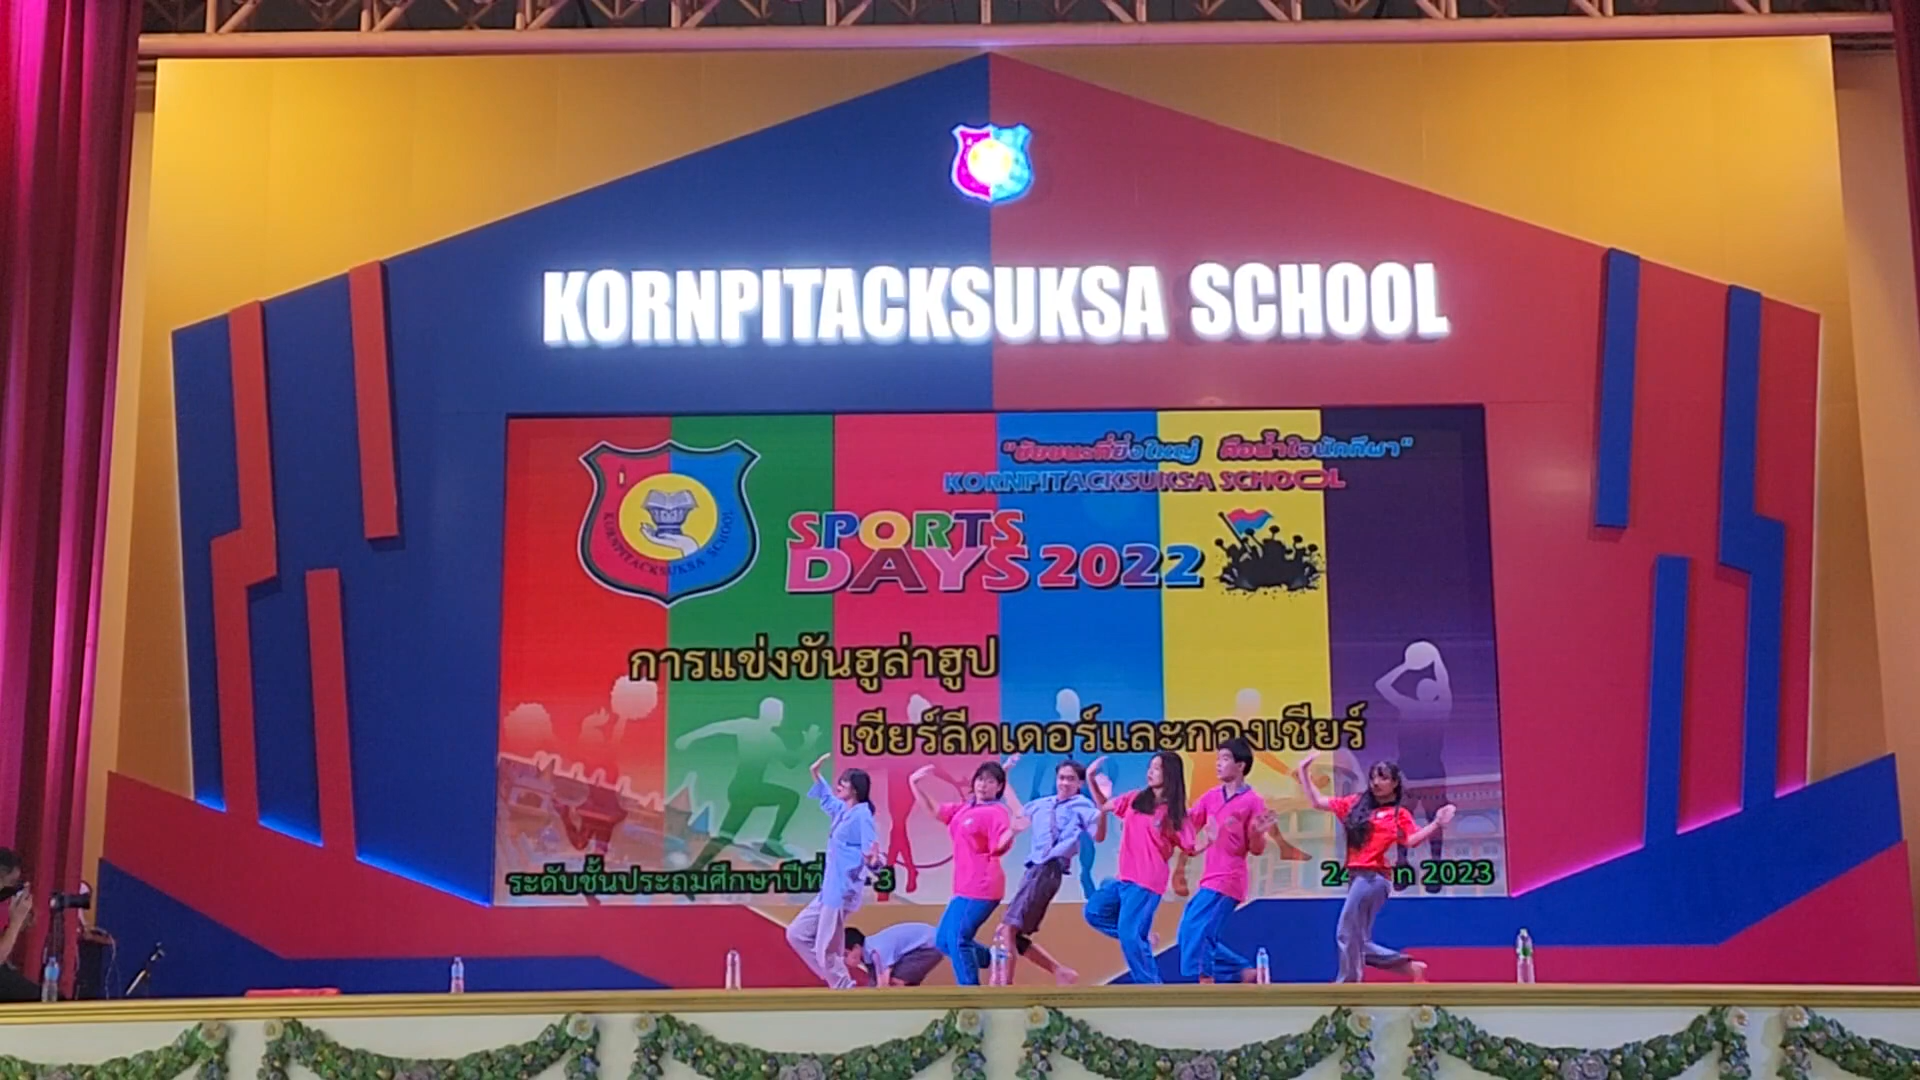 KORNPITACKSUKSA SCHOOL
"ชัยชนะที่ยิ่งใหญ่ คือน้ำใจนักกีฬา"
KORNPITACKSUKSA SCHOOL
KORNPITACKSUKSA SCHOOL
SPORTS
DAYS 2022
การแข่งขันฮูล่าฮูป
เชียร์ลีดเดอร์และกองเชียร์
ระดับชั้นประถมศึกษาปีที่ 3
24 2023